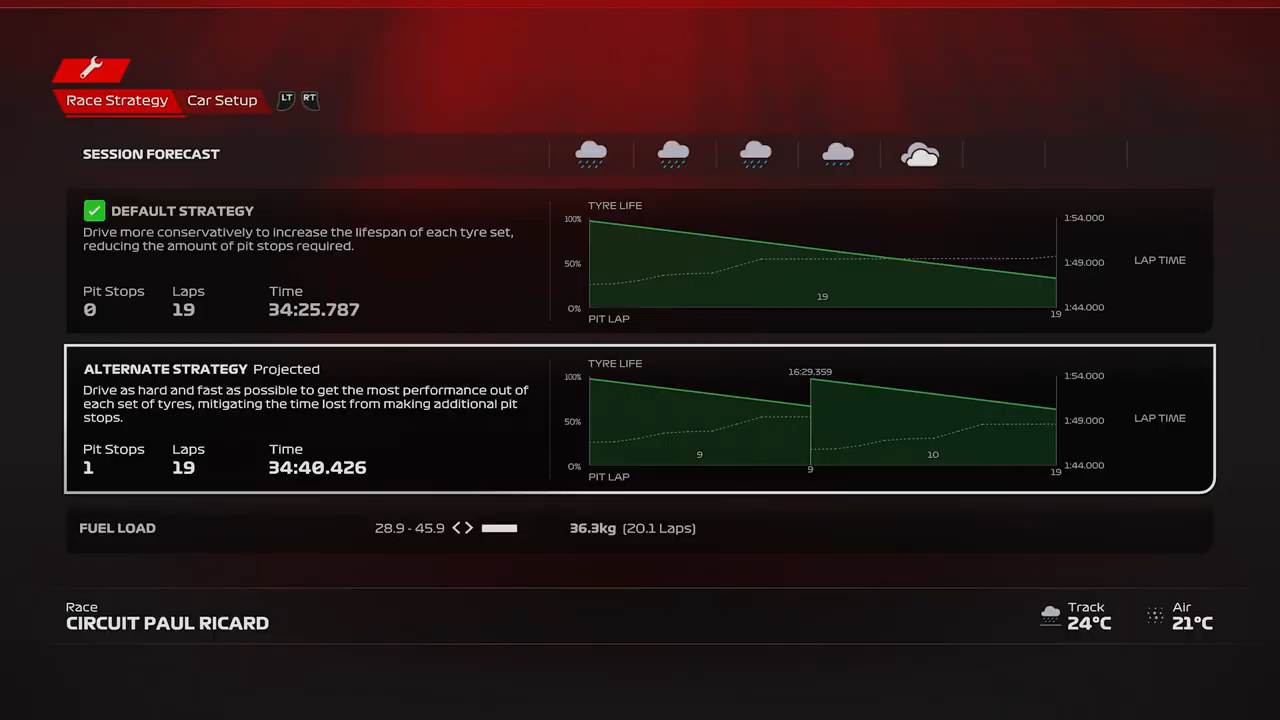 Race Strategy
Car Setup
LT
RT
SESSION FORECAST
DEFAULT STRATEGY
Drive more conservatively to increase the lifespan of each tyre set,
reducing the amount of pit stops required.
Pit Stops Laps Time
0 19 34:25.787
TYRE LIFE
100%
50%
0%
19
PIT LAP
19
1:54.000
1:49.000
1:44.000
LAP TIME
ALTERNATE STRATEGY Projected
Drive as hard and fast as possible to get the most performance out of
each set of tyres, mitigating the time lost from making additional pit
stops.
Pit Stops Laps Time
1 19 34:40.426
TYRE LIFE
16:29.359
100%
50%
0%
9
10
PIT LAP
9
19
1:54.000
1:49.000
1:44.000
LAP TIME
FUEL LOAD
28.9 - 45.9
36.3kg (20.1 Laps)
Race
CIRCUIT PAUL RICARD
Track
24°C
Air
21°C